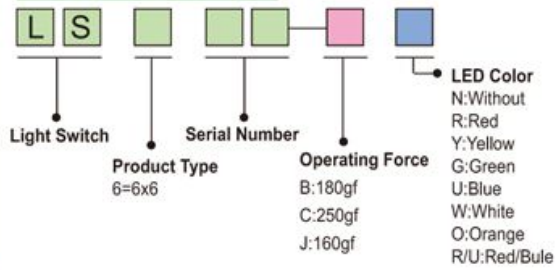 L S
Light Switch
Product Type
6=6x6
Serial Number
Operating Force
B:180gf
C:250gf
J:160gf
LED Color
N:Without
R:Red
Y:Yellow
G:Green
U:Blue
W:White
O:Orange
R/U:Red/Bule